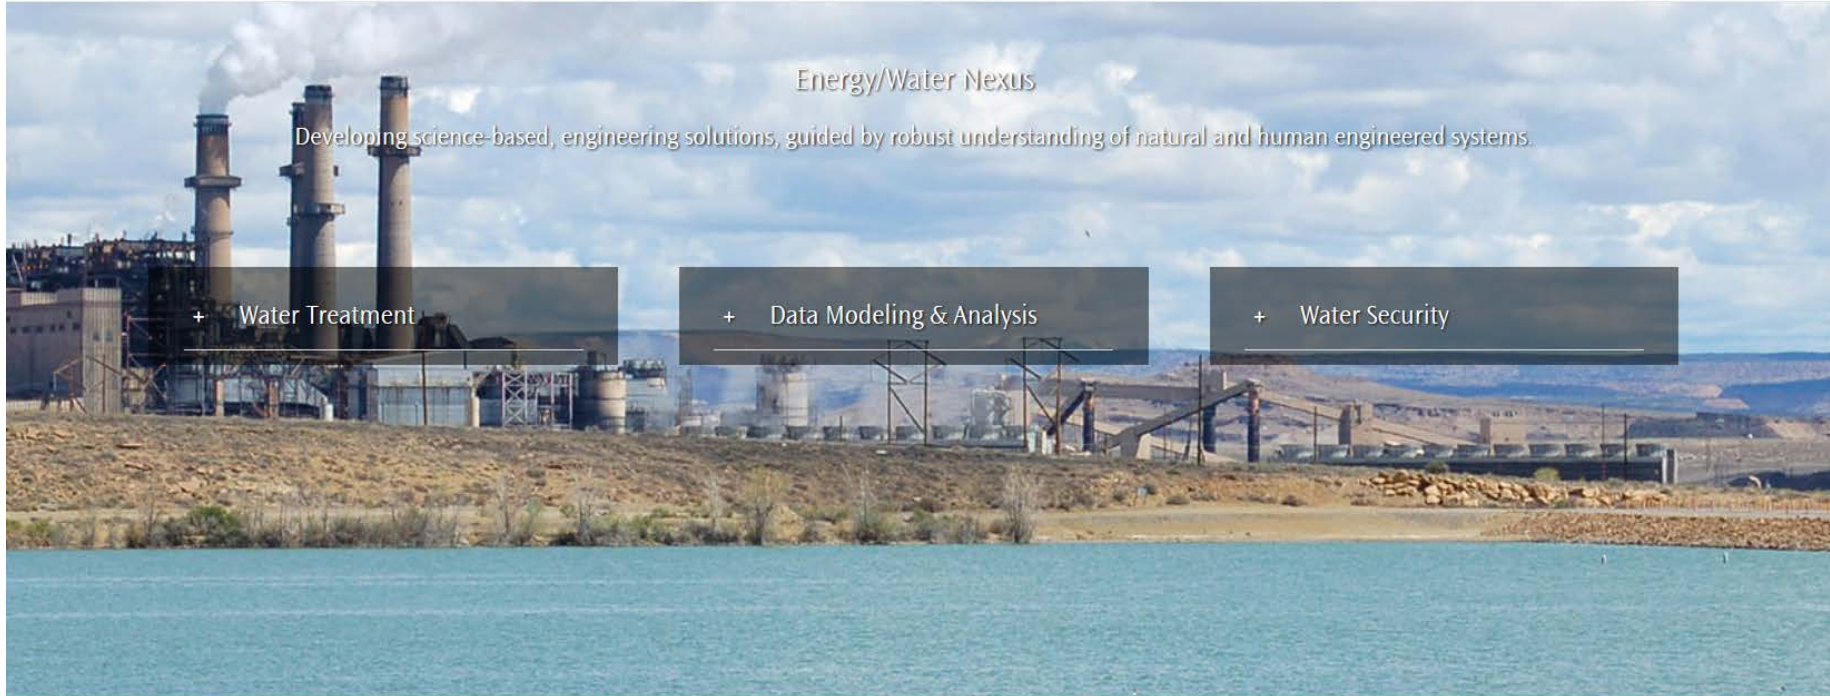 Energy/Water Nexus
Developing science-based, engineering solutions, guided by robust understanding of natural and human engineered systems.
+ Water Treatment
+ Data Modeling & Analysis
+ Water Security